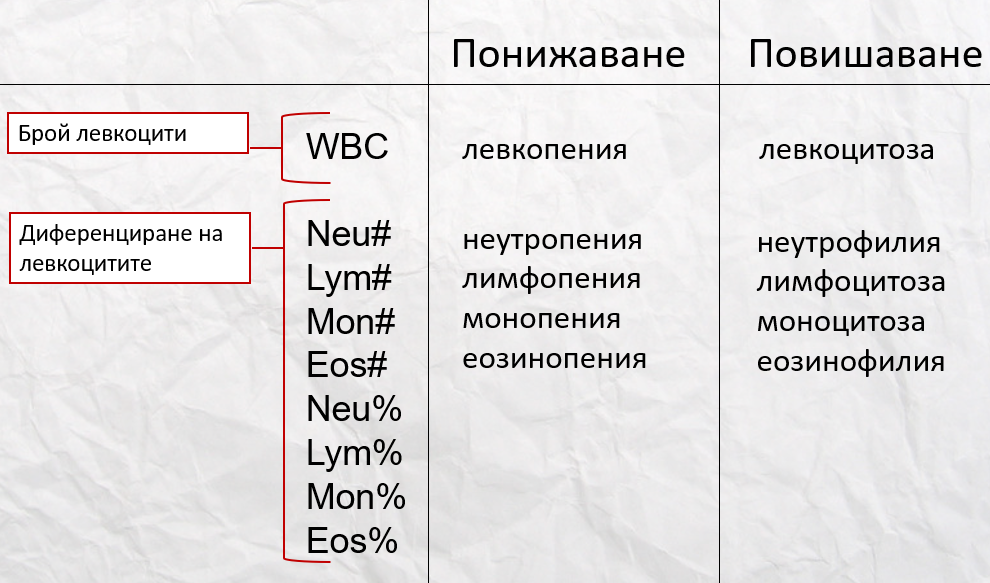 Понижаване Повишаване
Брой левкоцити
WBC левкопения левкоцитоза
Диференциране на
левкоцитите
Neu# неутропения неутрофилия
Lym# лимфопения лимфоцитоза
Mon# монопения моноцитоза
Eos# еозинопения еозинофилия
Neu%
Lym%
Mon%
Eos%